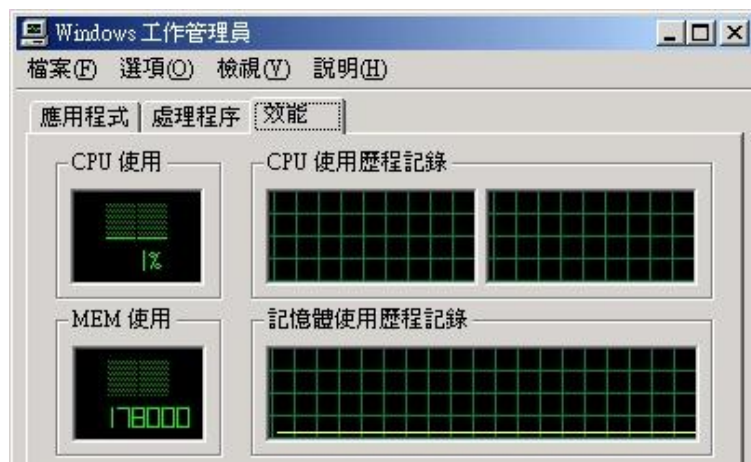 Windows 工作管理員
檔案(F) 選項(O) 檢視(V) 說明(H)
應用程式 處理程序 效能
CPU 使用 CPU 使用歷程記錄
1%
MEM 使用 記憶體使用歷程記錄
178000